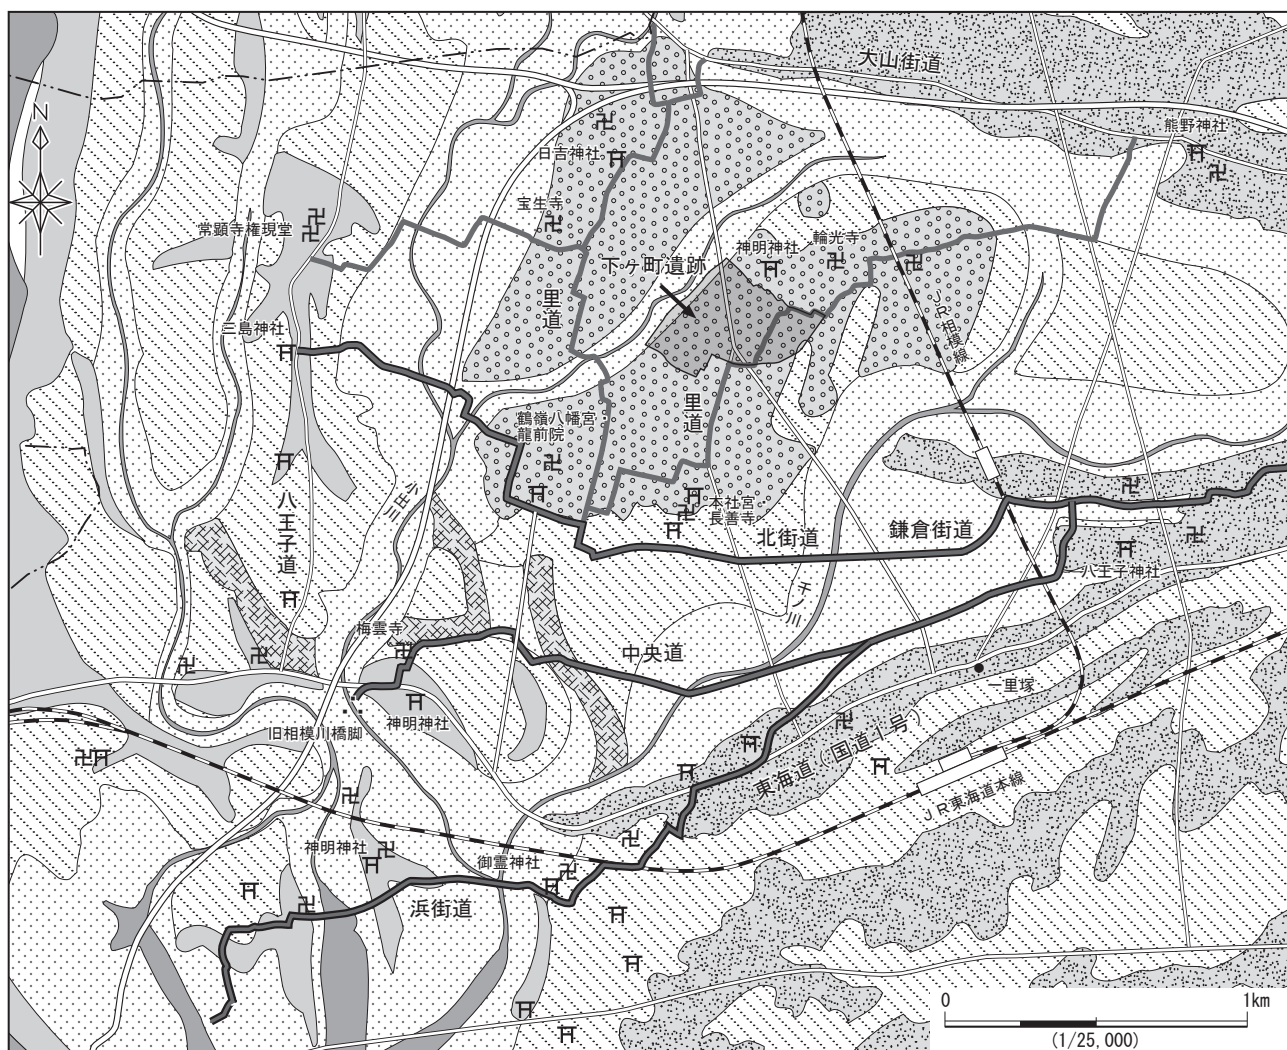 大山街道
N
熊野神社
日吉神社
宝生寺
常顕寺権現堂
神明神社
輪光寺
下ヶ町遺跡
里道
JR相模線
三島神社
里道
鶴嶺八幡宮・
龍前院
小出川
八王子道
本社宮
長善寺
北街道
鎌倉街道
千ノ川
八王子神社
梅雲寺
中央道
一里塚
神明神社
旧相模川橋脚
東海道(国道1号)
JR東海道本線
神明神社
御霊神社
浜街道
0
1km
(1/25,000)